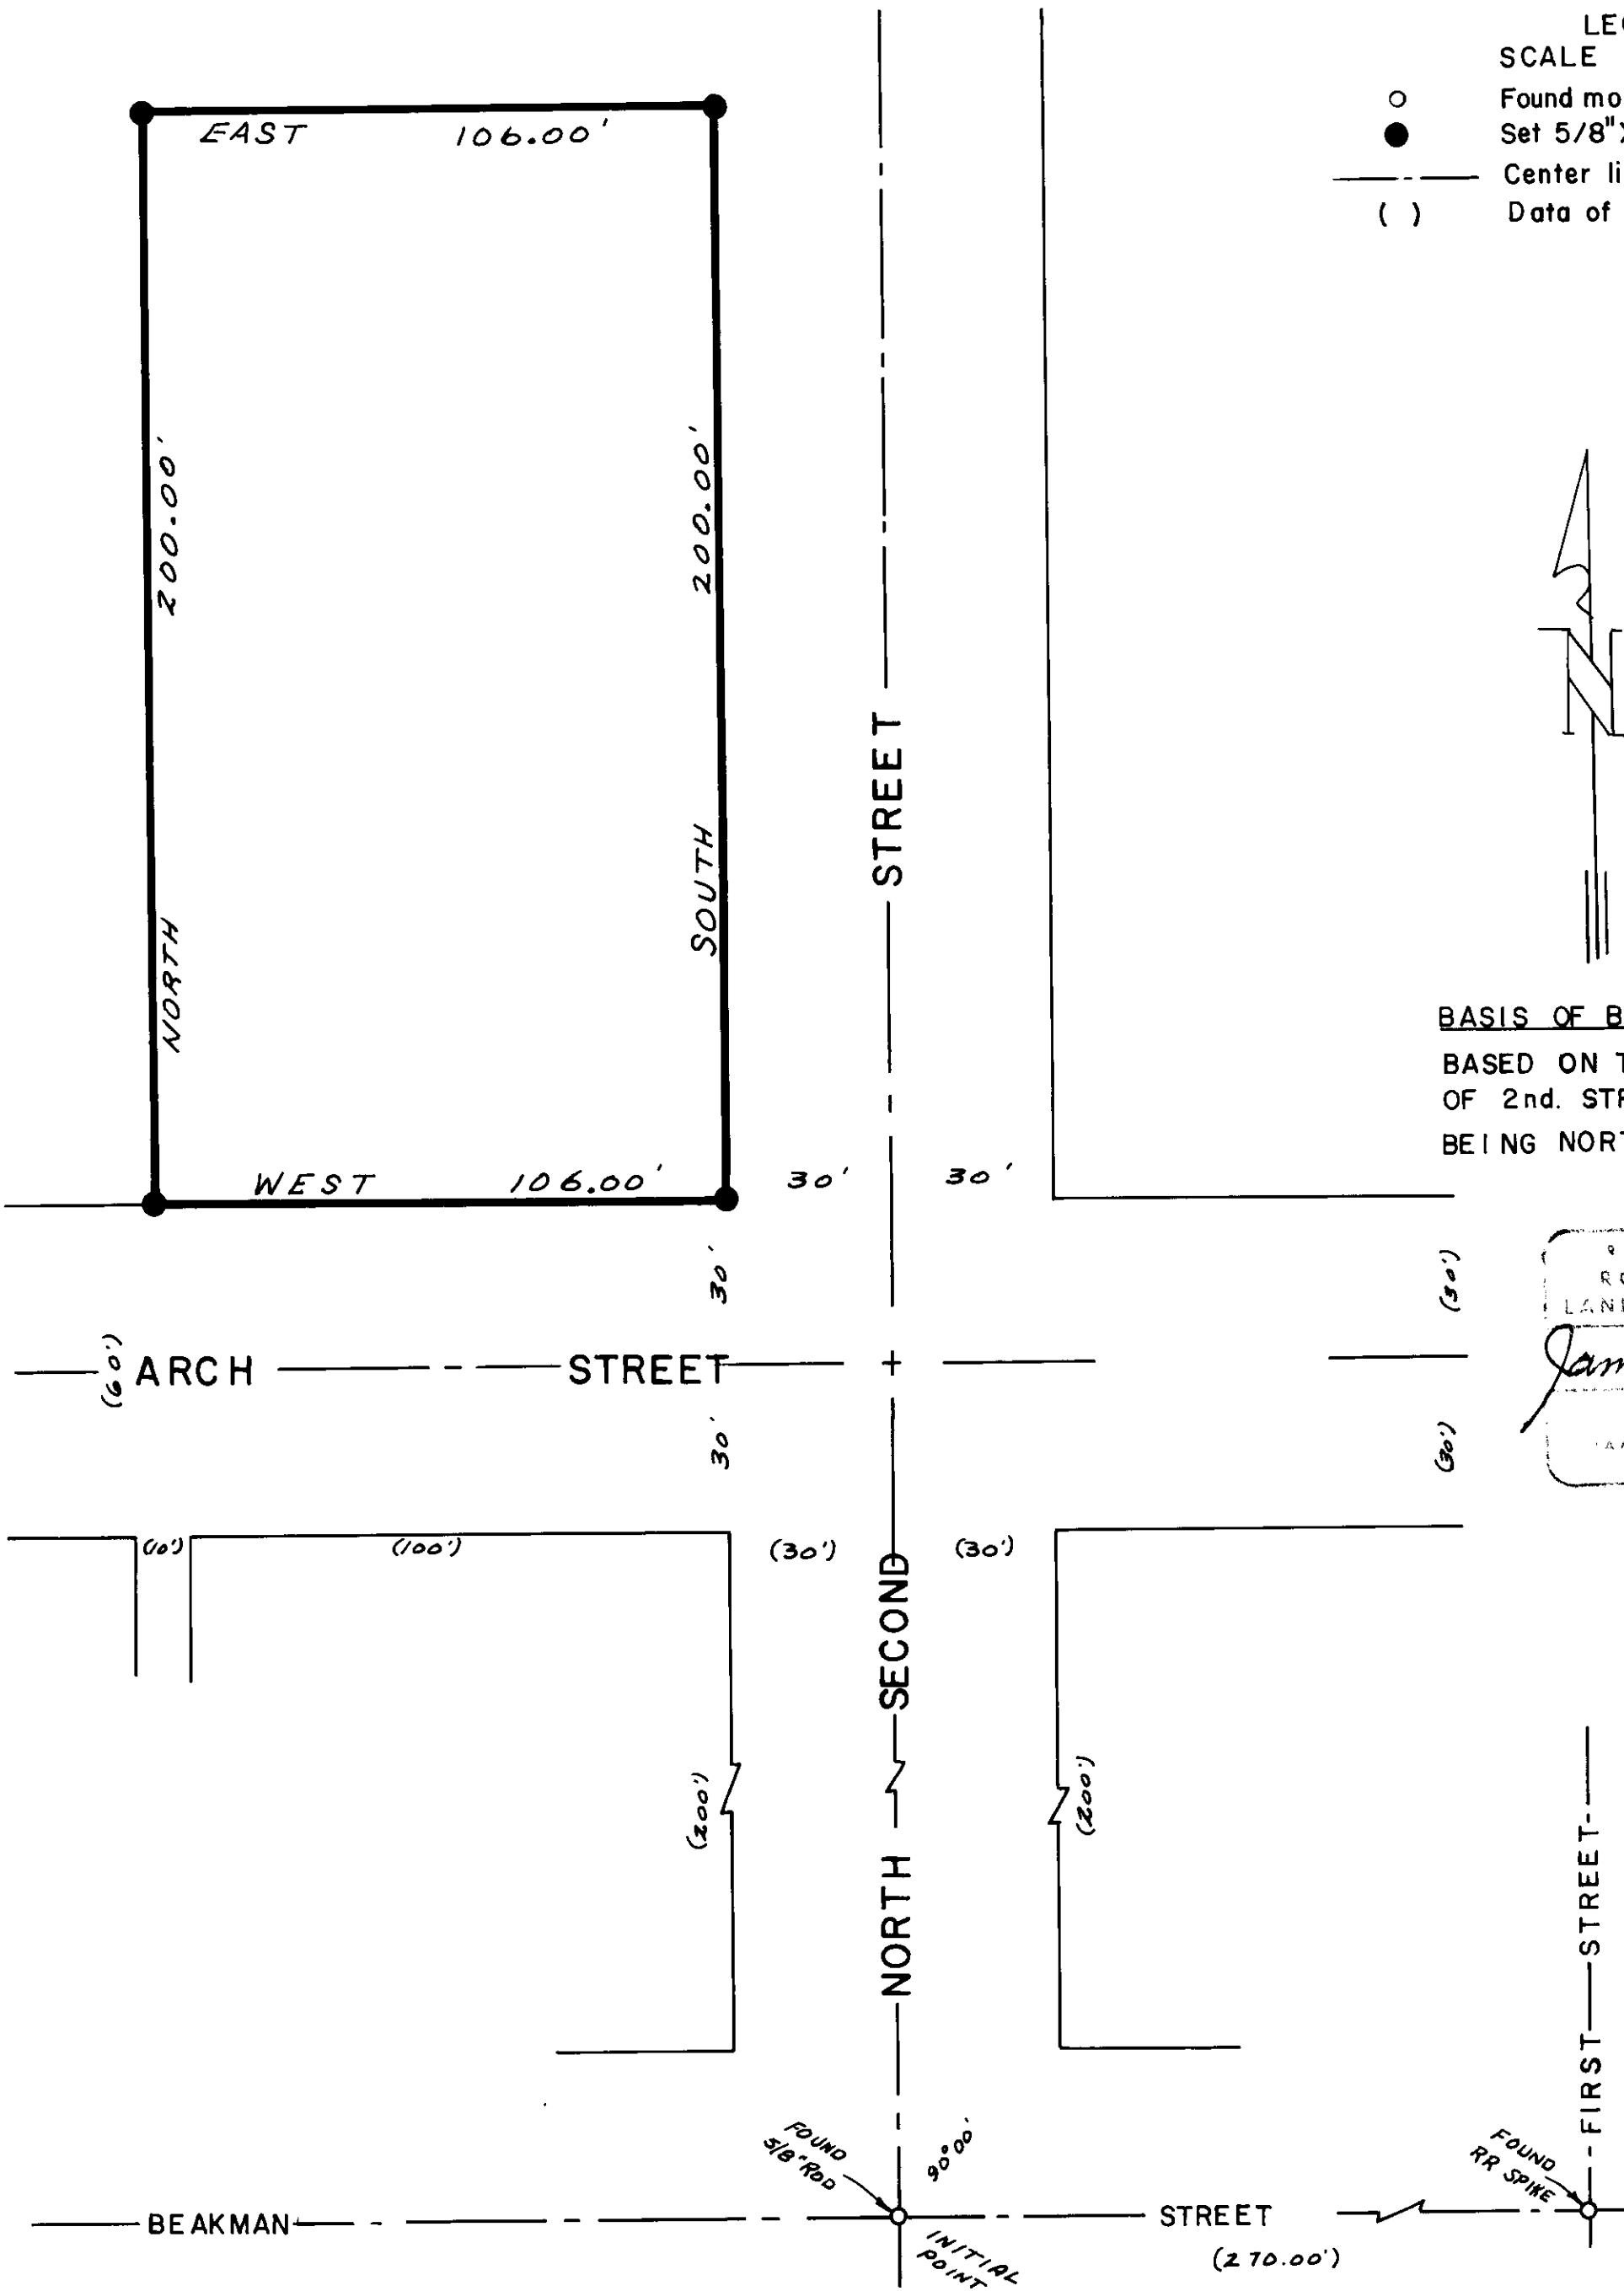 LE
SCALE
Found mo
Set 5/8"
Center li
( ) Data of
EAST 106.00'
200.00'
NORTH
200.00'
SOUTH
WEST 106.00'
STREET
N
BASIS OF B
BASED ON T
OF 2nd. STR
BEING NORT
30' 30'
30'
(30')
LAN
(60') ARCH STREET
30'
(30')
(10') (100') (30') (30')
NORTH SECOND
(200') (200')
FIRST STREET
FOUND
5/8" ROD
90°00'
FOUND
RR SPIKE
BEAKMAN STREET
INITIAL
POINT
(270.00')